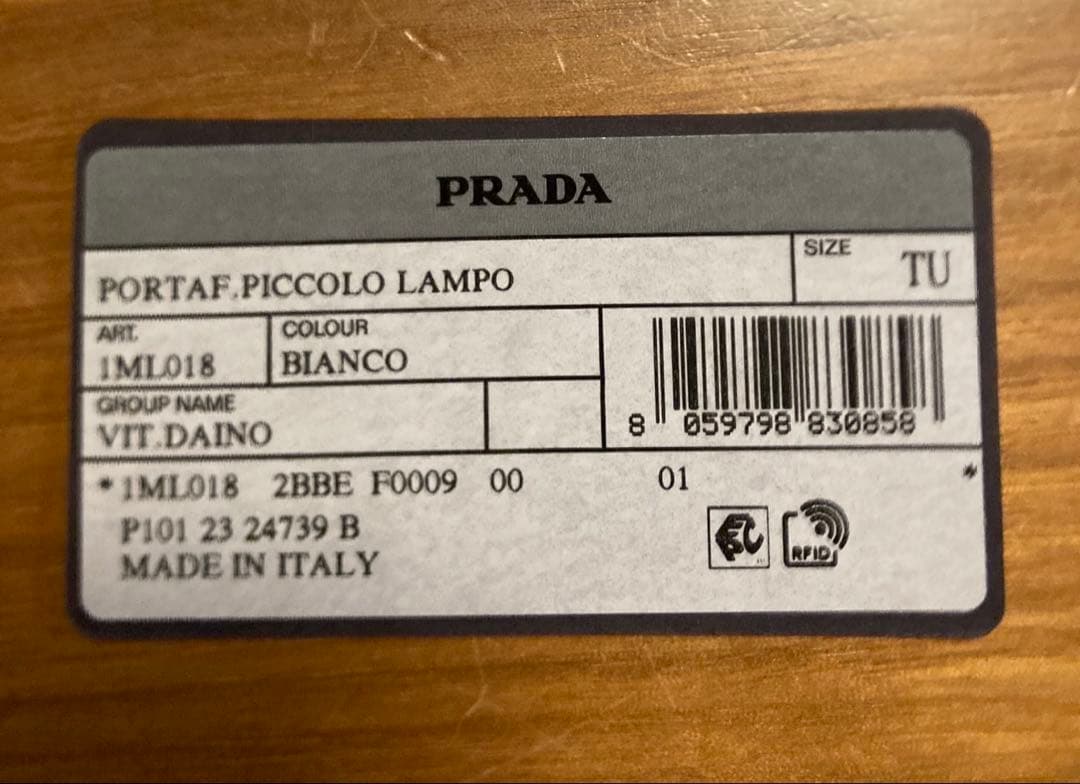 PRADA
PORTAF.PICCOLO LAMPO
SIZE
TU
ART.
1ML018
COLOUR
BIANCO
GROUP NAME
VIT.DAINO
8 059798 830858
* 1ML018 2BBE F0009 00 01 *
P101 23 24739 B
MADE IN ITALY
RFID